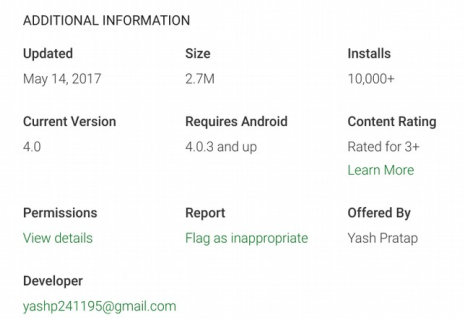 ADDITIONAL INFORMATION
Updated Size Installs
May 14, 2017 2.7M 10,000+
Current Version Requires Android Content Rating
4.0 4.0.3 and up Rated for 3+
Learn More
Permissions Report Offered By
View details Flag as inappropriate Yash Pratap
Developer
yashp241195@gmail.com